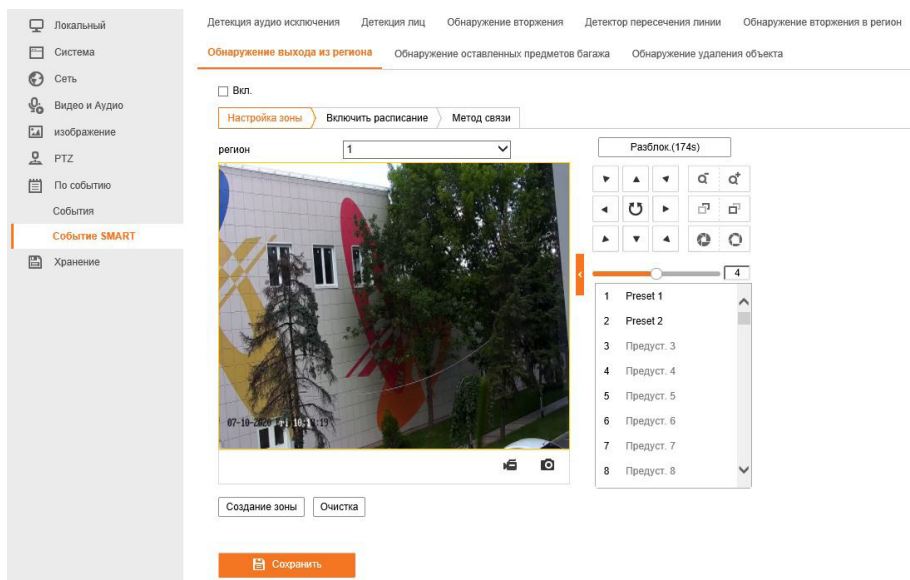 Локальный
Система
Сеть
Видео и Аудио
изображение
PTZ
По событию
События
Событие SMART
Хранение
Детекция аудио исключения Детекция лиц Обнаружение вторжения Детектор пересечения линии Обнаружение вторжения в регион
Обнаружение выхода из региона Обнаружение оставленных предметов багажа Обнаружение удаления объекта
Вкл.
Настройка зоны Включить расписание Метод связи
регион 1
Разблок.(174s)
4
1 Preset 1
2 Preset 2
3 Предуст. 3
4 Предуст. 4
5 Предуст. 5
6 Предуст. 6
7 Предуст. 7
8 Предуст. 8
07-10-2020 Fri 10:17:19
Создание зоны Очистка
Сохранить